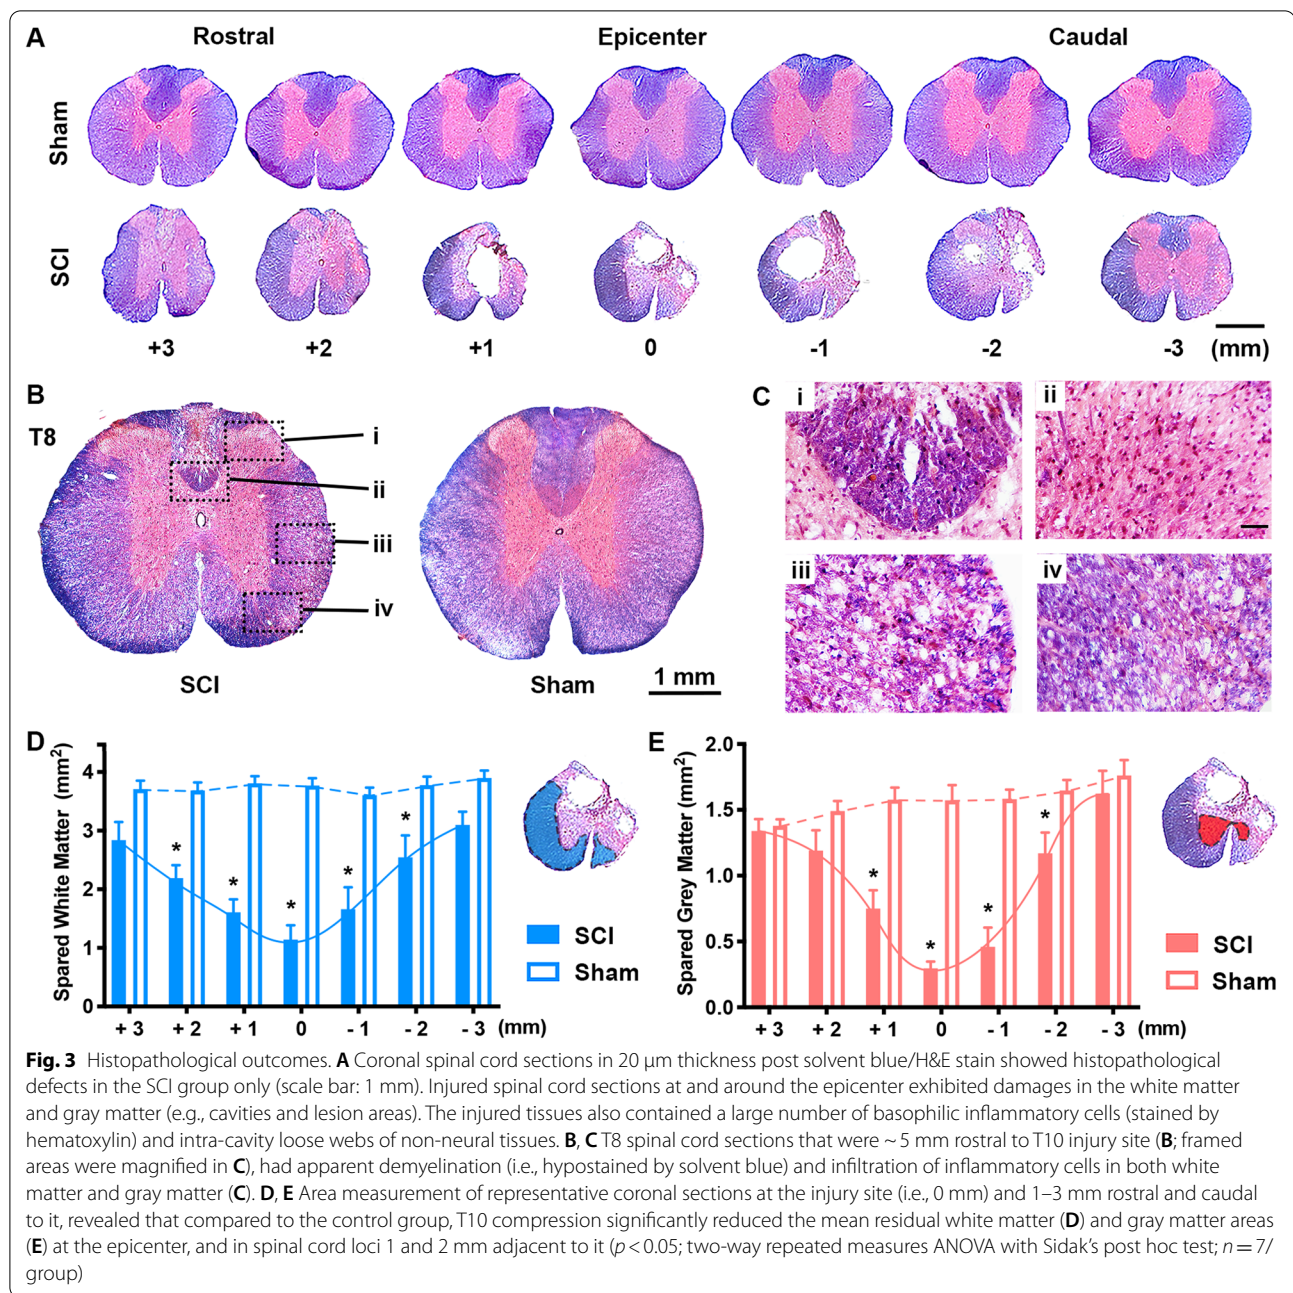 A
Rostral Epicenter Caudal
Sham
SCI
+3 +2 +1 0 -1 -2 -3 (mm)
B
T8
i
ii
iii
iv
SCI Sham
1 mm
C
i ii
iii iv
D
Spared White Matter (mm²)
4
3
2
1
0
* * * * *
+ 3 + 2 + 1 0 - 1 - 2 - 3 (mm)
SCI
Sham
E
Spared Grey Matter (mm²)
2.0
1.5
1.0
0.5
0.0
* * * *
+ 3 + 2 + 1 0 - 1 - 2 - 3 (mm)
SCI
Sham
Fig. 3 Histopathological outcomes. A Coronal spinal cord sections in 20 μm thickness post solvent blue/H&E stain showed histopathological
defects in the SCI group only (scale bar: 1 mm). Injured spinal cord sections at and around the epicenter exhibited damages in the white matter
and gray matter (e.g., cavities and lesion areas). The injured tissues also contained a large number of basophilic inflammatory cells (stained by
hematoxylin) and intra-cavity loose webs of non-neural tissues. B, C T8 spinal cord sections that were ~ 5 mm rostral to T10 injury site (B; framed
areas were magnified in C), had apparent demyelination (i.e., hypostained by solvent blue) and infiltration of inflammatory cells in both white
matter and gray matter (C). D, E Area measurement of representative coronal sections at the injury site (i.e., 0 mm) and 1–3 mm rostral and caudal
to it, revealed that compared to the control group, T10 compression significantly reduced the mean residual white matter (D) and gray matter areas
(E) at the epicenter, and in spinal cord loci 1 and 2 mm adjacent to it (p < 0.05; two-way repeated measures ANOVA with Sidak's post hoc test; n = 7/
group)